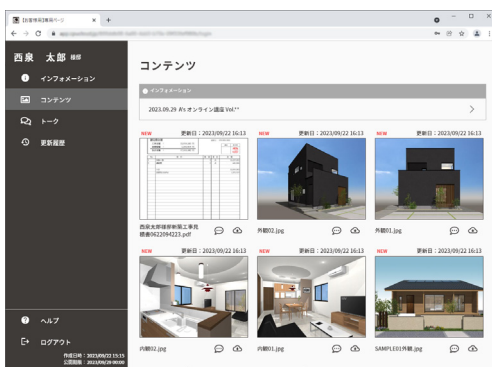 【お客様用】専用ページ
西泉 太郎 様邸
インフォメーション
コンテンツ
トーク
更新履歴
ヘルプ
ログアウト
作成日時：2023/09/22 15:15
公開期限：2023/09/29 00:00
コンテンツ
インフォメーション
2023.09.29 A's オンライン講座 Vol.**
NEW 更新日：2023/09/22 16:13
NEW 更新日：2023/09/22 16:13
NEW 更新日：2023/09/22 16:13
西泉太郎様邸新築工事見
積書0622094223.pdf
外観02.jpg
外観01.jpg
NEW 更新日：2023/09/22 16:13
NEW 更新日：2023/09/22 16:13
NEW 更新日：2023/09/22 16:13
内観02.jpg
内観01.jpg
SAMPLE01外観.jpg